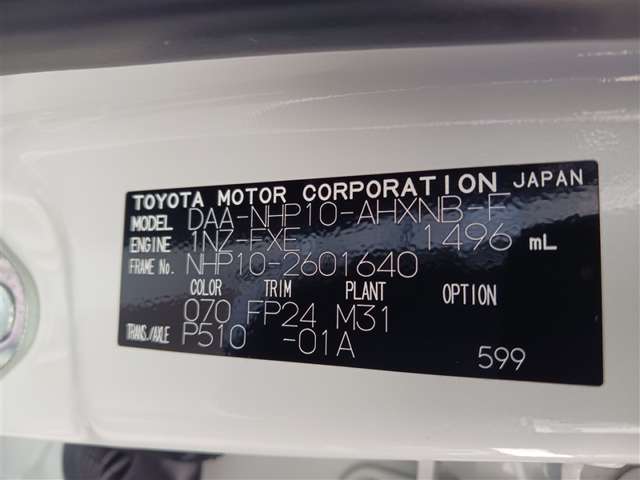 TOYOTA MOTOR CORPORATION JAPAN
MODEL DAA-NHP10-AHXNB-F
ENGINE 1NZ-FXE 1496 mL
FRAME No. NHP10-2601640
COLOR TRIM PLANT OPTION
070 FP24 M31
TRANS./AXLE P510 -01A
599